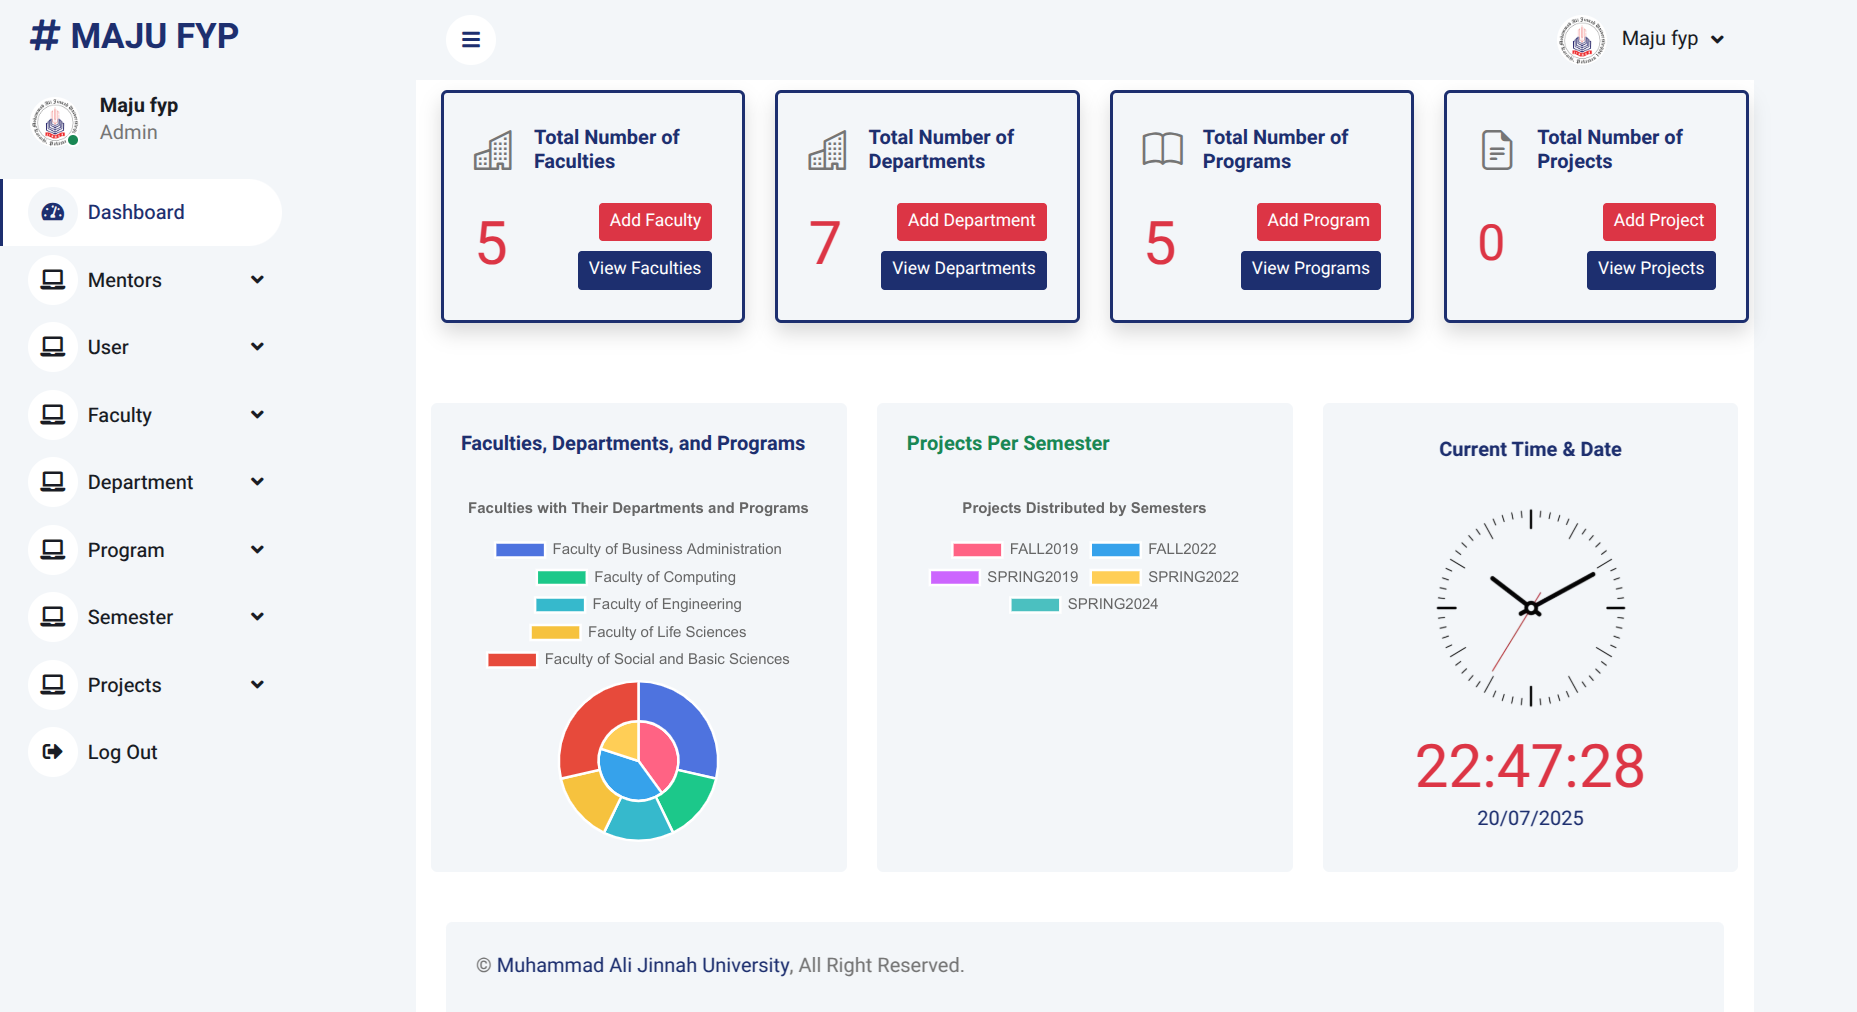 # MAJU FYP
Maju fyp
Maju fyp
Admin
Dashboard
Mentors
User
Faculty
Department
Program
Semester
Projects
Log Out
Total Number of
Faculties
5
Add Faculty
View Faculties
Total Number of
Departments
7
Add Department
View Departments
Total Number of
Programs
5
Add Program
View Programs
Total Number of
Projects
0
Add Project
View Projects
Faculties, Departments, and Programs
Faculties with Their Departments and Programs
Faculty of Business Administration
Faculty of Computing
Faculty of Engineering
Faculty of Life Sciences
Faculty of Social and Basic Sciences
Projects Per Semester
Projects Distributed by Semesters
FALL2019 FALL2022
SPRING2019 SPRING2022
SPRING2024
Current Time & Date
22:47:28
20/07/2025
© Muhammad Ali Jinnah University, All Right Reserved.